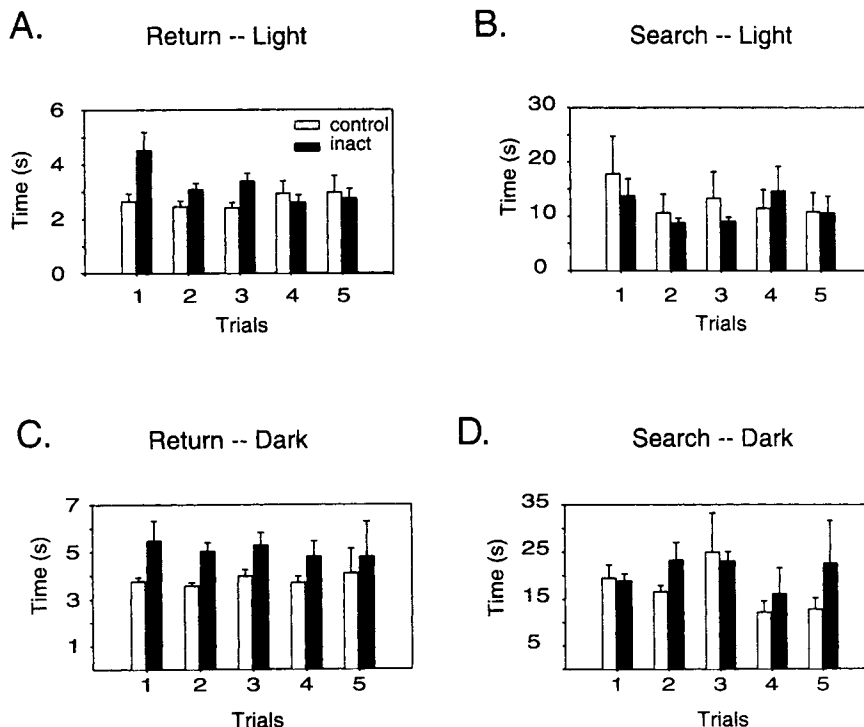 A.
Return -- Light
6
4
2
0
Time (s)
control
inact
1 2 3 4 5
Trials
B.
Search -- Light
30
20
10
0
Time (s)
1 2 3 4 5
Trials
C.
Return -- Dark
7
5
3
1
Time (s)
1 2 3 4 5
Trials
D.
Search -- Dark
35
25
15
5
Time (s)
1 2 3 4 5
Trials